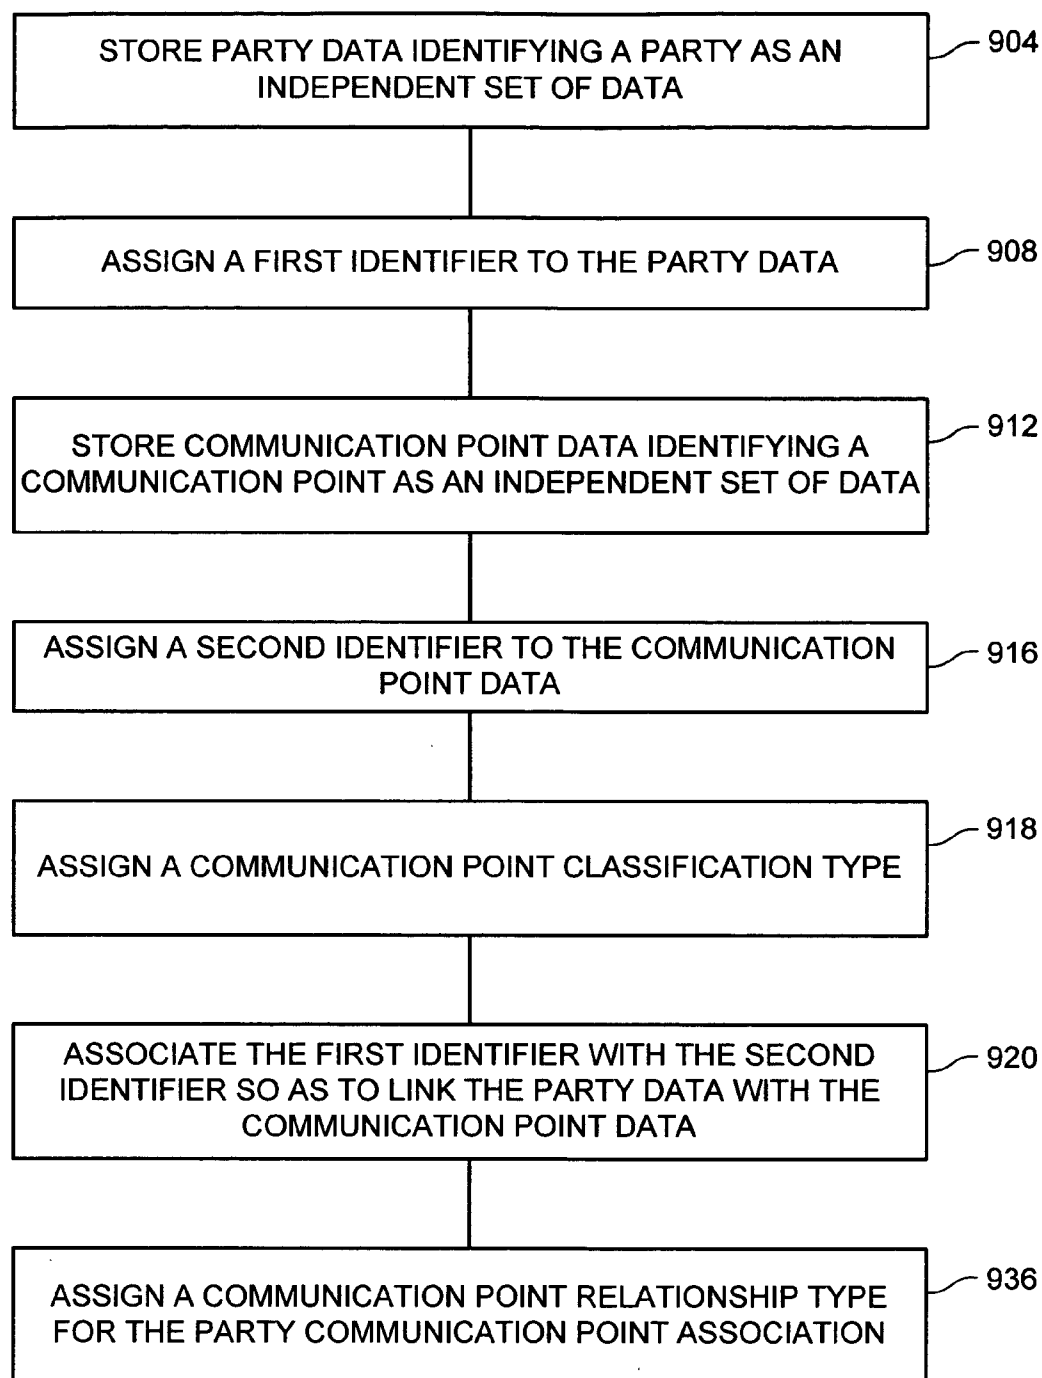 STORE PARTY DATA IDENTIFYING A PARTY AS AN
INDEPENDENT SET OF DATA
904
ASSIGN A FIRST IDENTIFIER TO THE PARTY DATA
908
STORE COMMUNICATION POINT DATA IDENTIFYING A
COMMUNICATION POINT AS AN INDEPENDENT SET OF DATA
912
ASSIGN A SECOND IDENTIFIER TO THE COMMUNICATION
POINT DATA
916
ASSIGN A COMMUNICATION POINT CLASSIFICATION TYPE
918
ASSOCIATE THE FIRST IDENTIFIER WITH THE SECOND
IDENTIFIER SO AS TO LINK THE PARTY DATA WITH THE
COMMUNICATION POINT DATA
920
ASSIGN A COMMUNICATION POINT RELATIONSHIP TYPE
FOR THE PARTY COMMUNICATION POINT ASSOCIATION
936